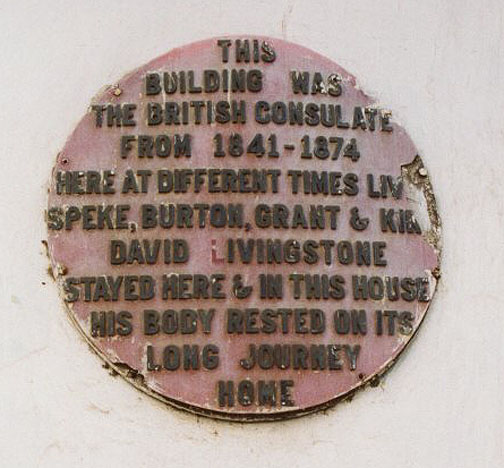 THIS
BUILDING WAS
THE BRITISH CONSULATE
FROM 1841-1874
HERE AT DIFFERENT TIMES LIV
SPEKE, BURTON, GRANT & KIR
DAVID LIVINGSTONE
STAYED HERE & IN THIS HOUSE
HIS BODY RESTED ON ITS
LONG JOURNEY
HOME